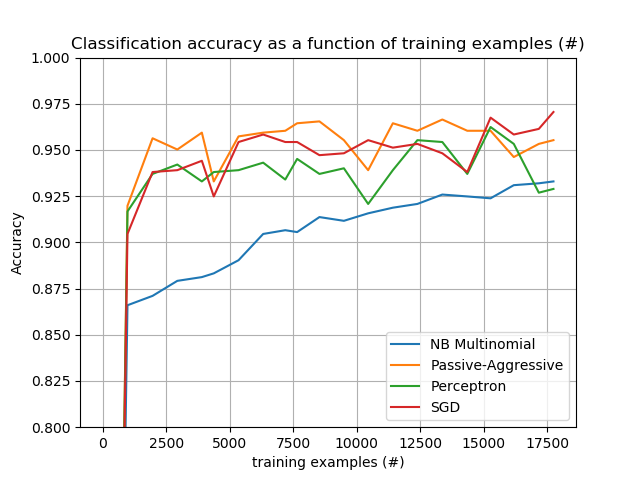 Classification accuracy as a function of training examples (#)
1.000
0.975
0.950
0.925
0.900
0.875
0.850
0.825
0.800
Accuracy
NB Multinomial
Passive-Aggressive
Perceptron
SGD
0 2500 5000 7500 10000 12500 15000 17500
training examples (#)